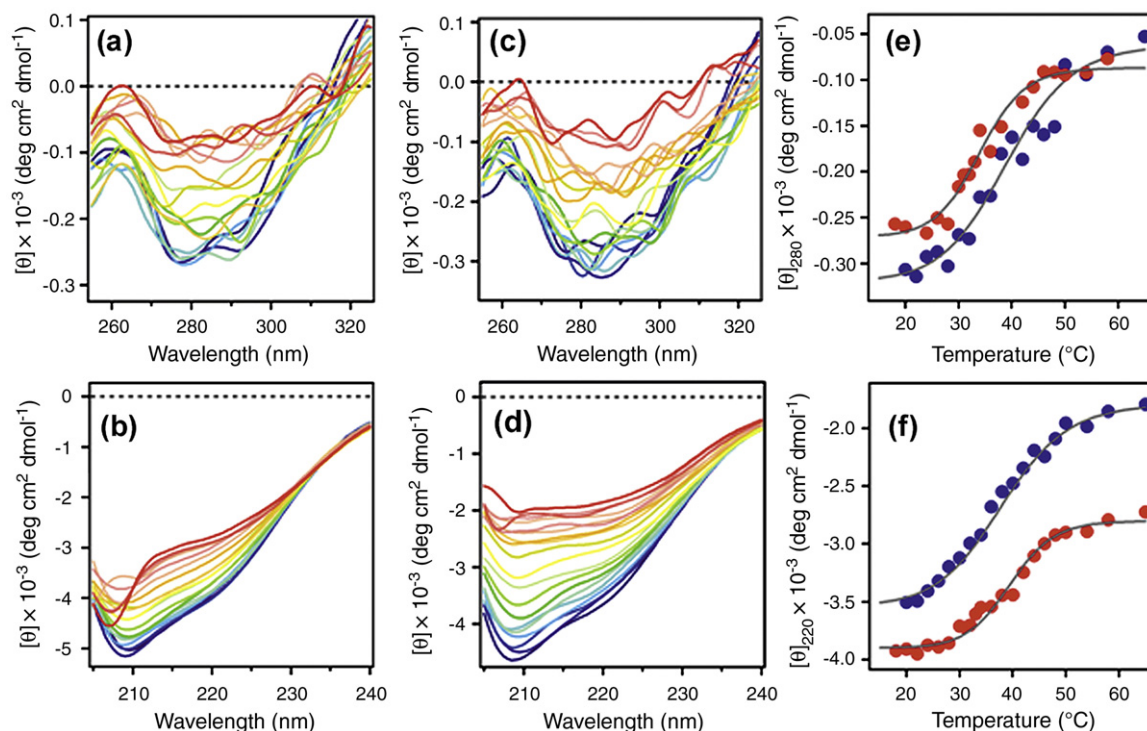 (a)
[θ] × 10⁻³ (deg cm² dmol⁻¹)
0.1
0.0
-0.1
-0.2
-0.3
260 280 300 320
Wavelength (nm)
(c)
[θ] × 10⁻³ (deg cm² dmol⁻¹)
0.1
0.0
-0.1
-0.2
-0.3
260 280 300 320
Wavelength (nm)
(e)
[θ]₂₈₀ × 10⁻³ (deg cm² dmol⁻¹)
-0.05
-0.10
-0.15
-0.20
-0.25
-0.30
20 30 40 50 60
Temperature (°C)
(b)
[θ] × 10⁻³ (deg cm² dmol⁻¹)
0
-1
-2
-3
-4
-5
210 220 230 240
Wavelength (nm)
(d)
[θ] × 10⁻³ (deg cm² dmol⁻¹)
0
-1
-2
-3
-4
210 220 230 240
Wavelength (nm)
(f)
[θ]₂₂₀ × 10⁻³ (deg cm² dmol⁻¹)
-2.0
-2.5
-3.0
-3.5
-4.0
20 30 40 50 60
Temperature (°C)